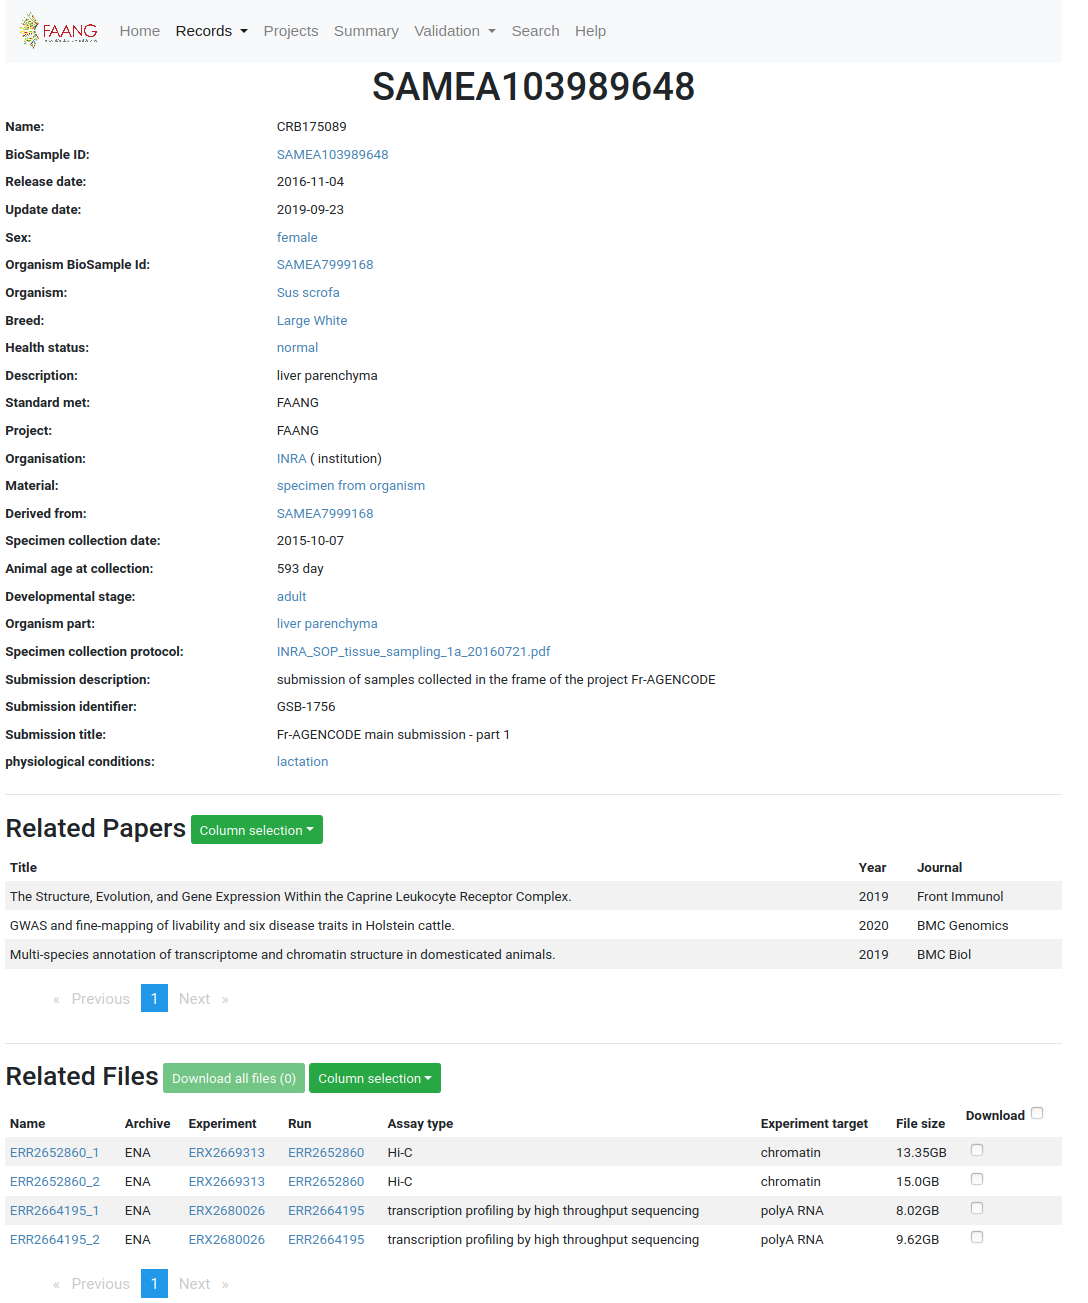 FAANG Home Records Projects Summary Validation Search Help
SAMEA103989648
Name: CRB175089
BioSample ID: SAMEA103989648
Release date: 2016-11-04
Update date: 2019-09-23
Sex: female
Organism BioSample Id: SAMEA7999168
Organism: Sus scrofa
Breed: Large White
Health status: normal
Description: liver parenchyma
Standard met: FAANG
Project: FAANG
Organisation: INRA ( institution)
Material: specimen from organism
Derived from: SAMEA7999168
Specimen collection date: 2015-10-07
Animal age at collection: 593 day
Developmental stage: adult
Organism part: liver parenchyma
Specimen collection protocol: INRA_SOP_tissue_sampling_1a_20160721.pdf
Submission description: submission of samples collected in the frame of the project Fr-AGENCODE
Submission identifier: GSB-1756
Submission title: Fr-AGENCODE main submission - part 1
physiological conditions: lactation
Related Papers Column selection
Title Year Journal
The Structure, Evolution, and Gene Expression Within the Caprine Leukocyte Receptor Complex. 2019 Front Immunol
GWAS and fine-mapping of livability and six disease traits in Holstein cattle. 2020 BMC Genomics
Multi-species annotation of transcriptome and chromatin structure in domesticated animals. 2019 BMC Biol
« Previous 1 Next »
Related Files Download all files (0) Column selection
Name Archive Experiment Run Assay type Experiment target File size Download
ERR2652860_1 ENA ERX2669313 ERR2652860 Hi-C chromatin 13.35GB
ERR2652860_2 ENA ERX2669313 ERR2652860 Hi-C chromatin 15.0GB
ERR2664195_1 ENA ERX2680026 ERR2664195 transcription profiling by high throughput sequencing polyA RNA 8.02GB
ERR2664195_2 ENA ERX2680026 ERR2664195 transcription profiling by high throughput sequencing polyA RNA 9.62GB
« Previous 1 Next »